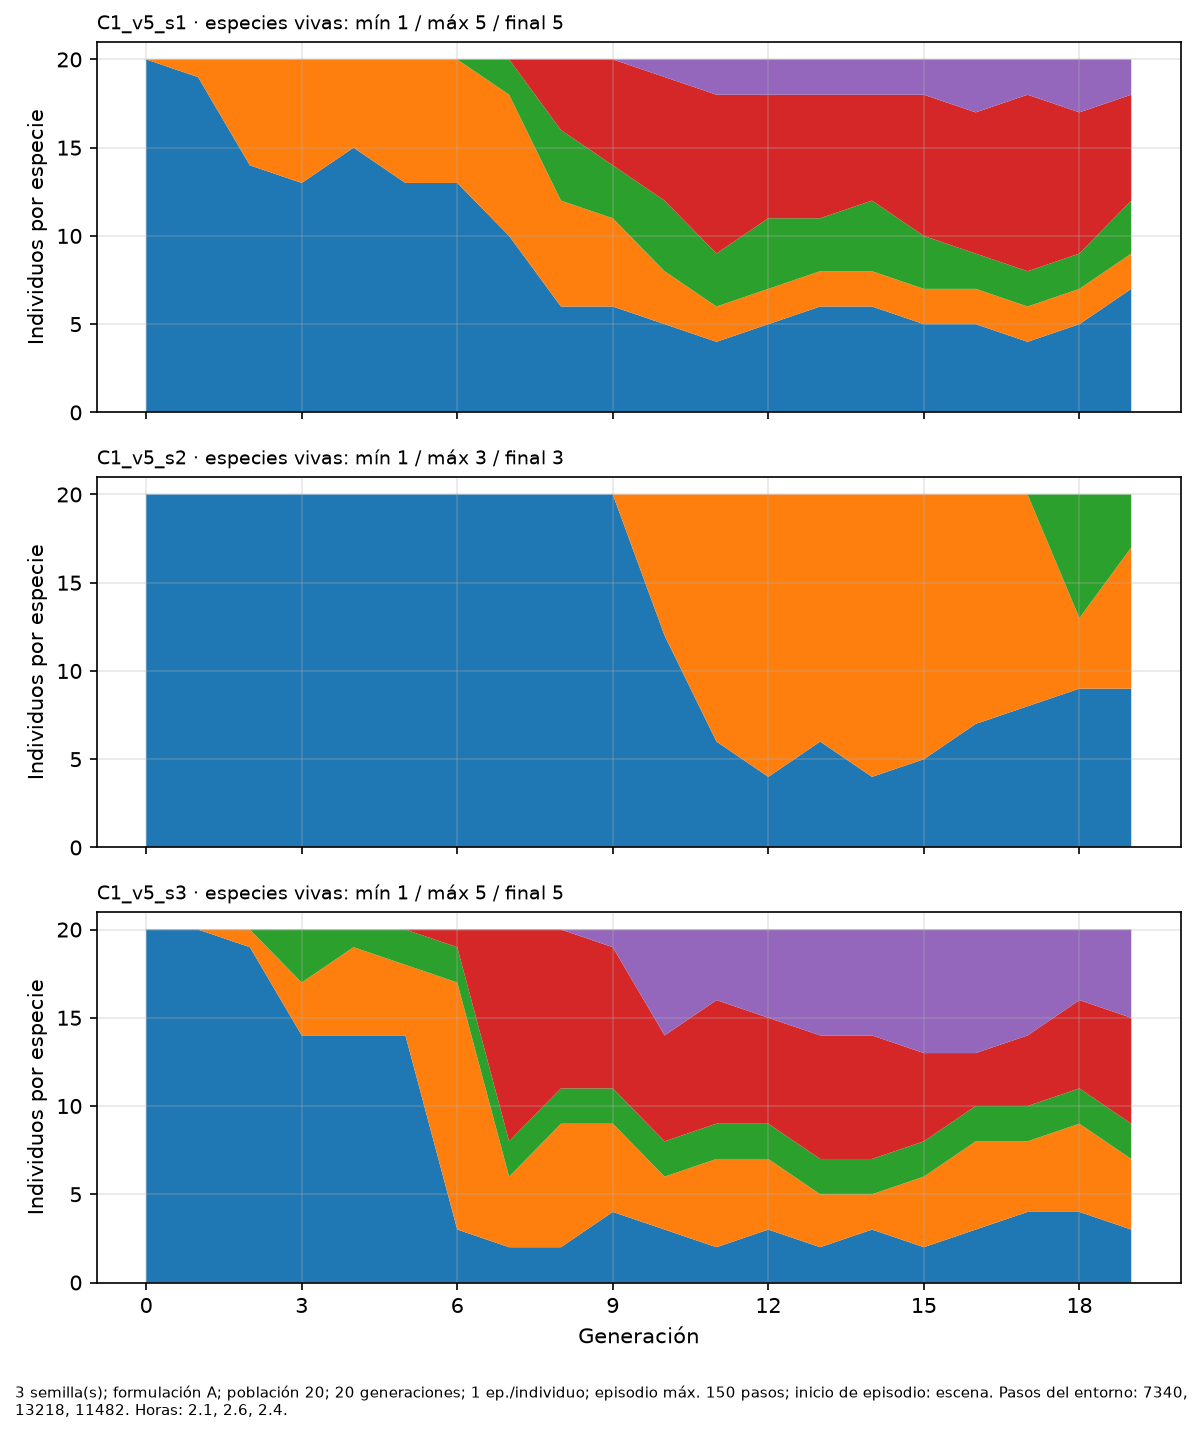 C1_v5_s1 · especies vivas: mín 1 / máx 5 / final 5
20
15
10
5
0
Individuos por especie
C1_v5_s2 · especies vivas: mín 1 / máx 3 / final 3
20
15
10
5
0
Individuos por especie
C1_v5_s3 · especies vivas: mín 1 / máx 5 / final 5
20
15
10
5
0
Individuos por especie
0 3 6 9 12 15 18
Generación
3 semilla(s); formulación A; población 20; 20 generaciones; 1 ep./individuo; episodio máx. 150 pasos; inicio de episodio: escena. Pasos del entorno: 7340,
13218, 11482. Horas: 2.1, 2.6, 2.4.